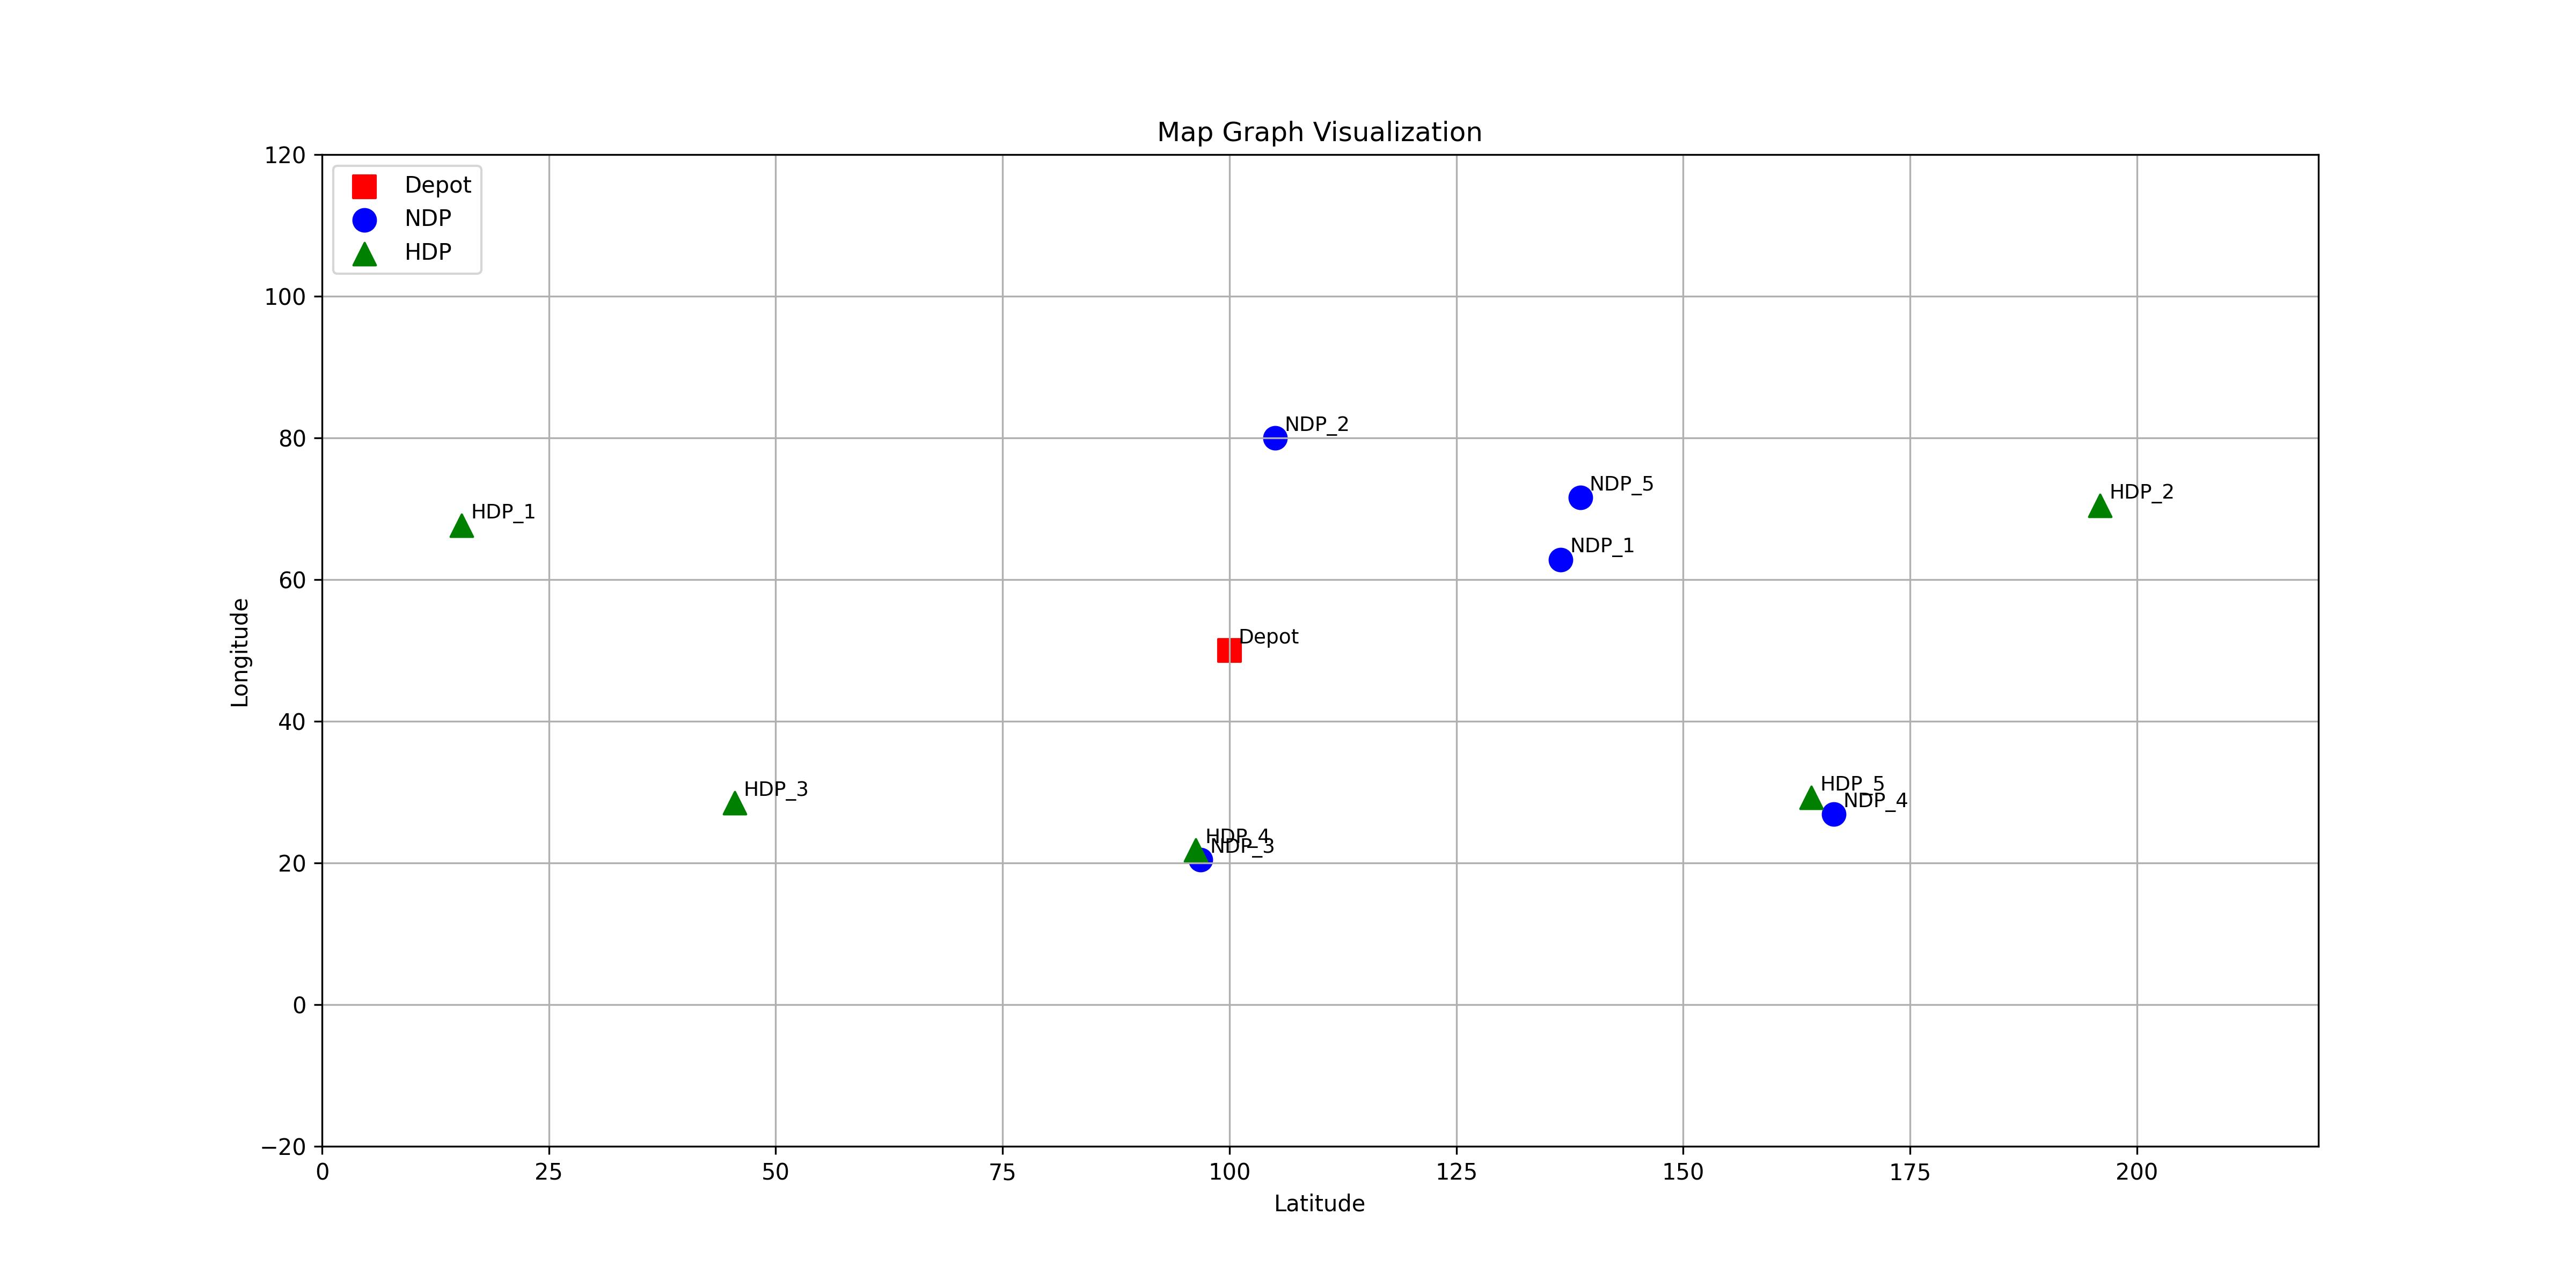 Map Graph Visualization
120
100
80
60
40
20
0
−20
Longitude
Depot
NDP
HDP
NDP_2
NDP_5
HDP_2
HDP_1
NDP_1
Depot
HDP_3
HDP_5
NDP_4
HDP_4
NDP_3
0 25 50 75 100 125 150 175 200
Latitude